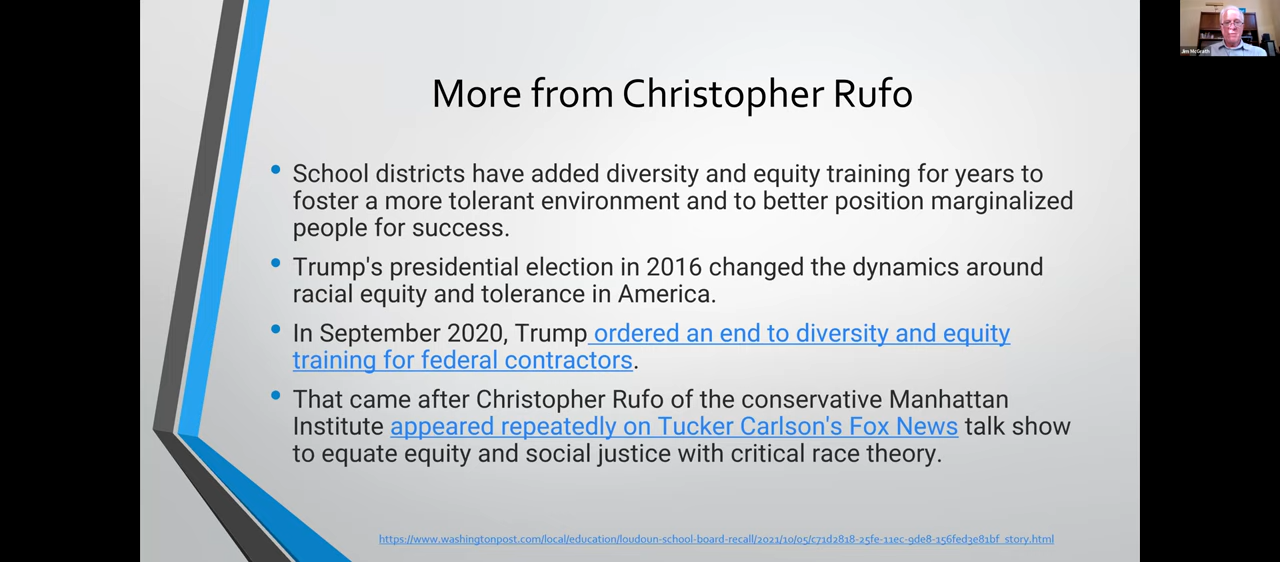 Jim McGrath
More from Christopher Rufo
• School districts have added diversity and equity training for years to
foster a more tolerant environment and to better position marginalized
people for success.
• Trump's presidential election in 2016 changed the dynamics around
racial equity and tolerance in America.
• In September 2020, Trump ordered an end to diversity and equity
training for federal contractors.
• That came after Christopher Rufo of the conservative Manhattan
Institute appeared repeatedly on Tucker Carlson's Fox News talk show
to equate equity and social justice with critical race theory.
https://www.washingtonpost.com/local/education/loudoun-school-board-recall/2021/10/05/c71d2818-25fe-11ec-9de8-156fed3e81bf_story.html